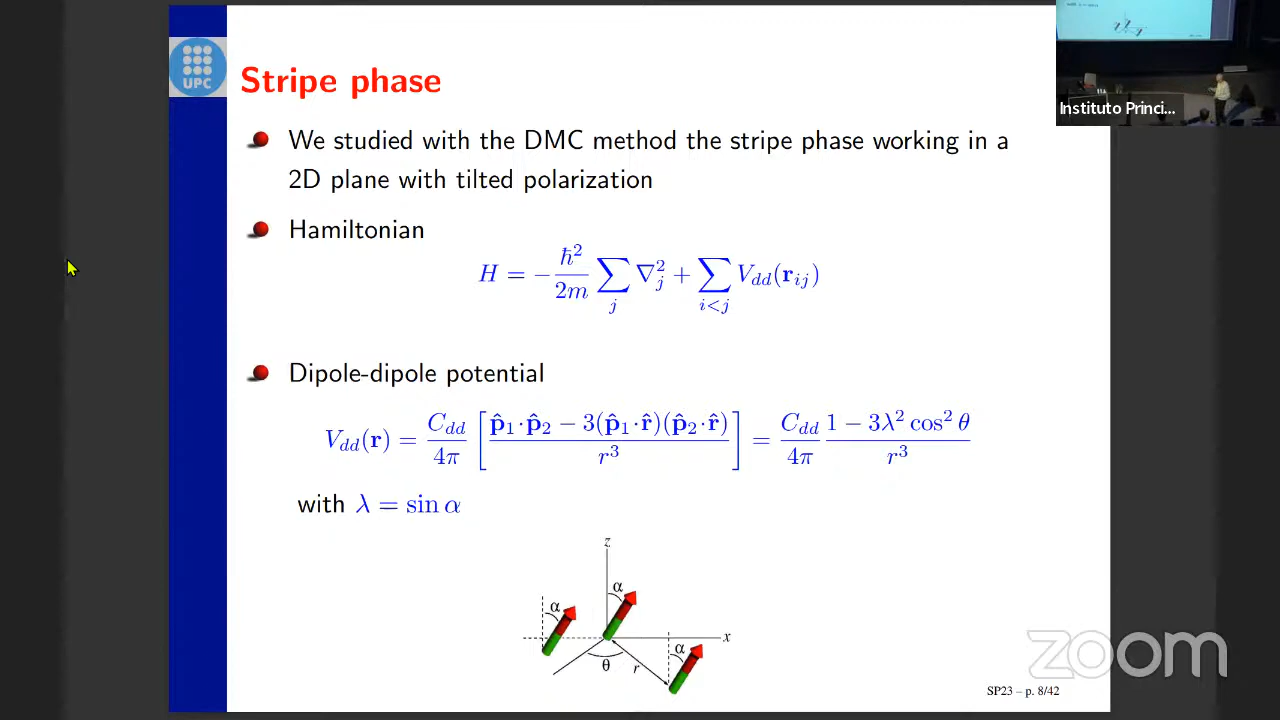 UPC
Stripe phase
We studied with the DMC method the stripe phase working in a
2D plane with tilted polarization
Hamiltonian
H = −ħ²/2m ∑_j ∇²_j + ∑_{i<j} V_dd(r_ij)
Dipole-dipole potential
V_dd(r) = C_dd/4π [ (p̂₁·p̂₂ − 3(p̂₁·r̂)(p̂₂·r̂))/r³ ] = C_dd/4π (1 − 3λ² cos² θ)/r³
with λ = sin α
z
α
α
x
α
θ
r
SP23 – p. 8/42
Instituto Princi...
zoom